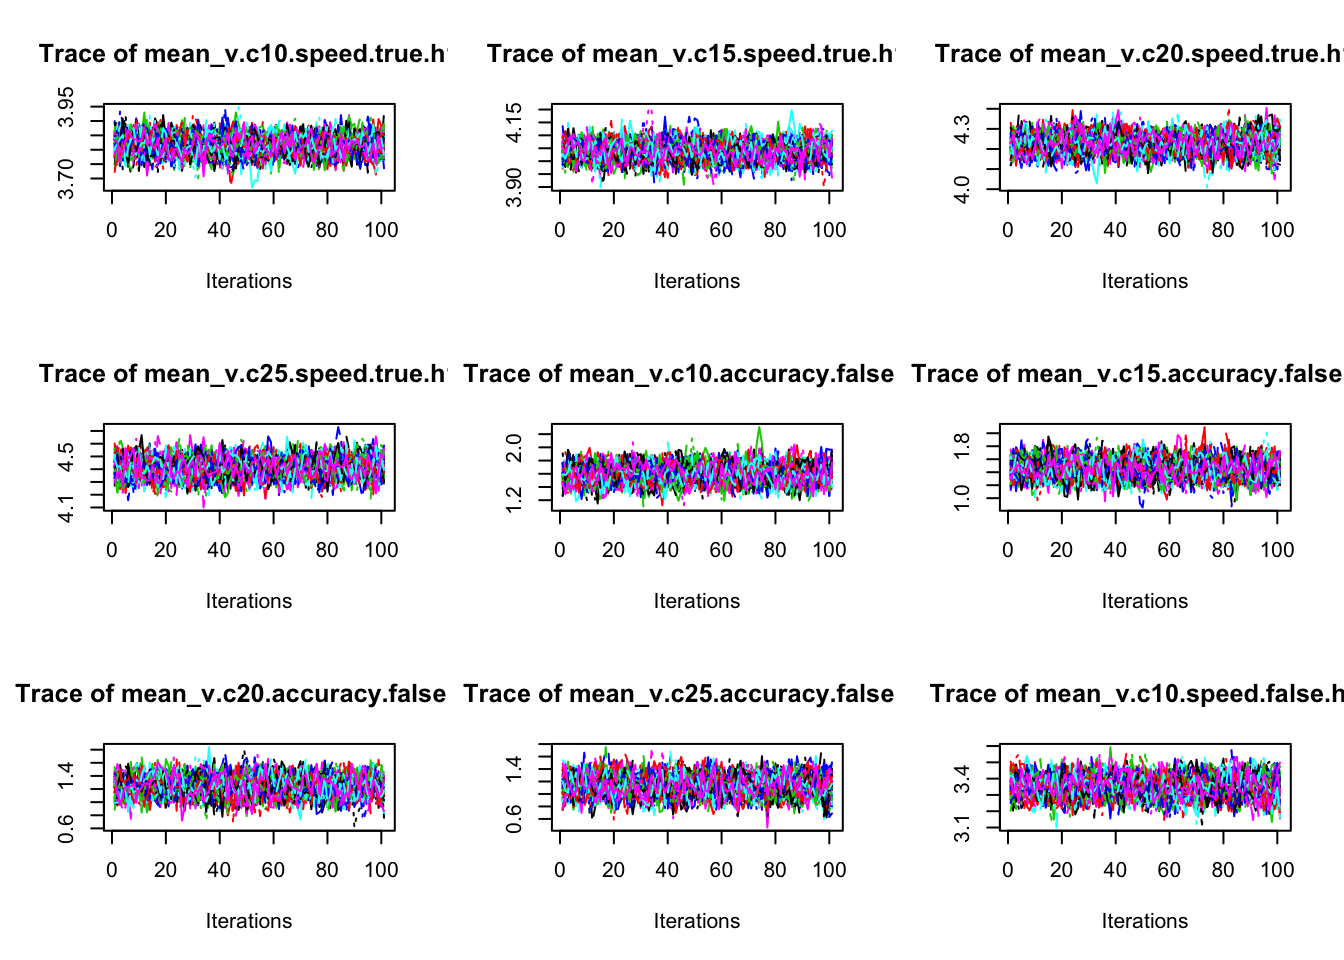 Trace of mean_v.c10.speed.true.h
Trace of mean_v.c15.speed.true.h
Trace of mean_v.c20.speed.true.h
3.95
3.70
0 20 40 60 80 100
Iterations
4.15
3.90
0 20 40 60 80 100
Iterations
4.3
4.0
0 20 40 60 80 100
Iterations
Trace of mean_v.c25.speed.true.h
Trace of mean_v.c10.accuracy.false
Trace of mean_v.c15.accuracy.false
4.5
4.1
0 20 40 60 80 100
Iterations
2.0
1.2
0 20 40 60 80 100
Iterations
1.8
1.0
0 20 40 60 80 100
Iterations
Trace of mean_v.c20.accuracy.false
Trace of mean_v.c25.accuracy.false
Trace of mean_v.c10.speed.false.h
1.4
0.6
0 20 40 60 80 100
Iterations
1.4
0.6
0 20 40 60 80 100
Iterations
3.4
3.1
0 20 40 60 80 100
Iterations